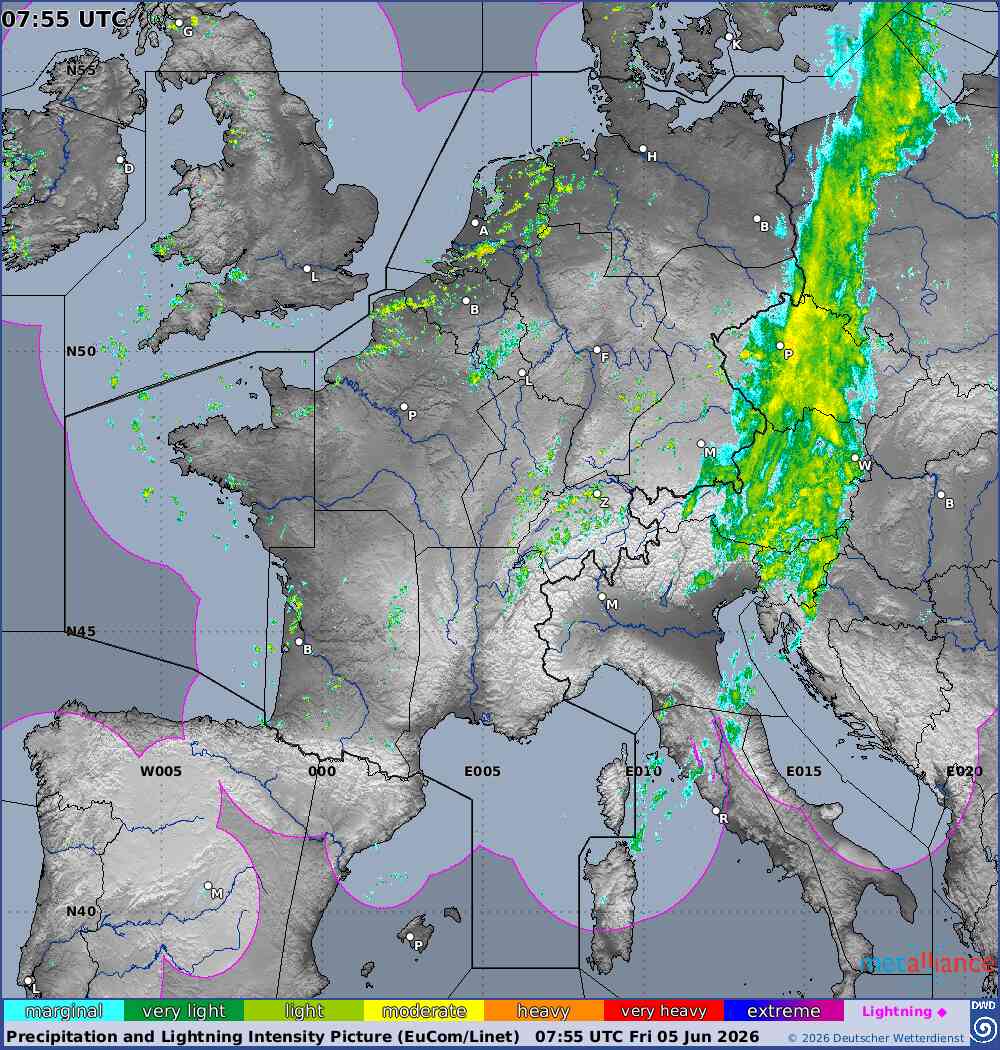 07:55 UTC
G
K
N55
H
D
A
B
L
B
N50
P
F
L
P
M
W
Z
B
M
N45
B
W005
000
E005
E010
E015
E020
R
M
N40
P
metalliance
L
marginal very light light moderate heavy very heavy extreme Lightning ◆ DWD
Precipitation and Lightning Intensity Picture (EuCom/Linet) 07:55 UTC Fri 05 Jun 2026 © 2026 Deutscher Wetterdienst